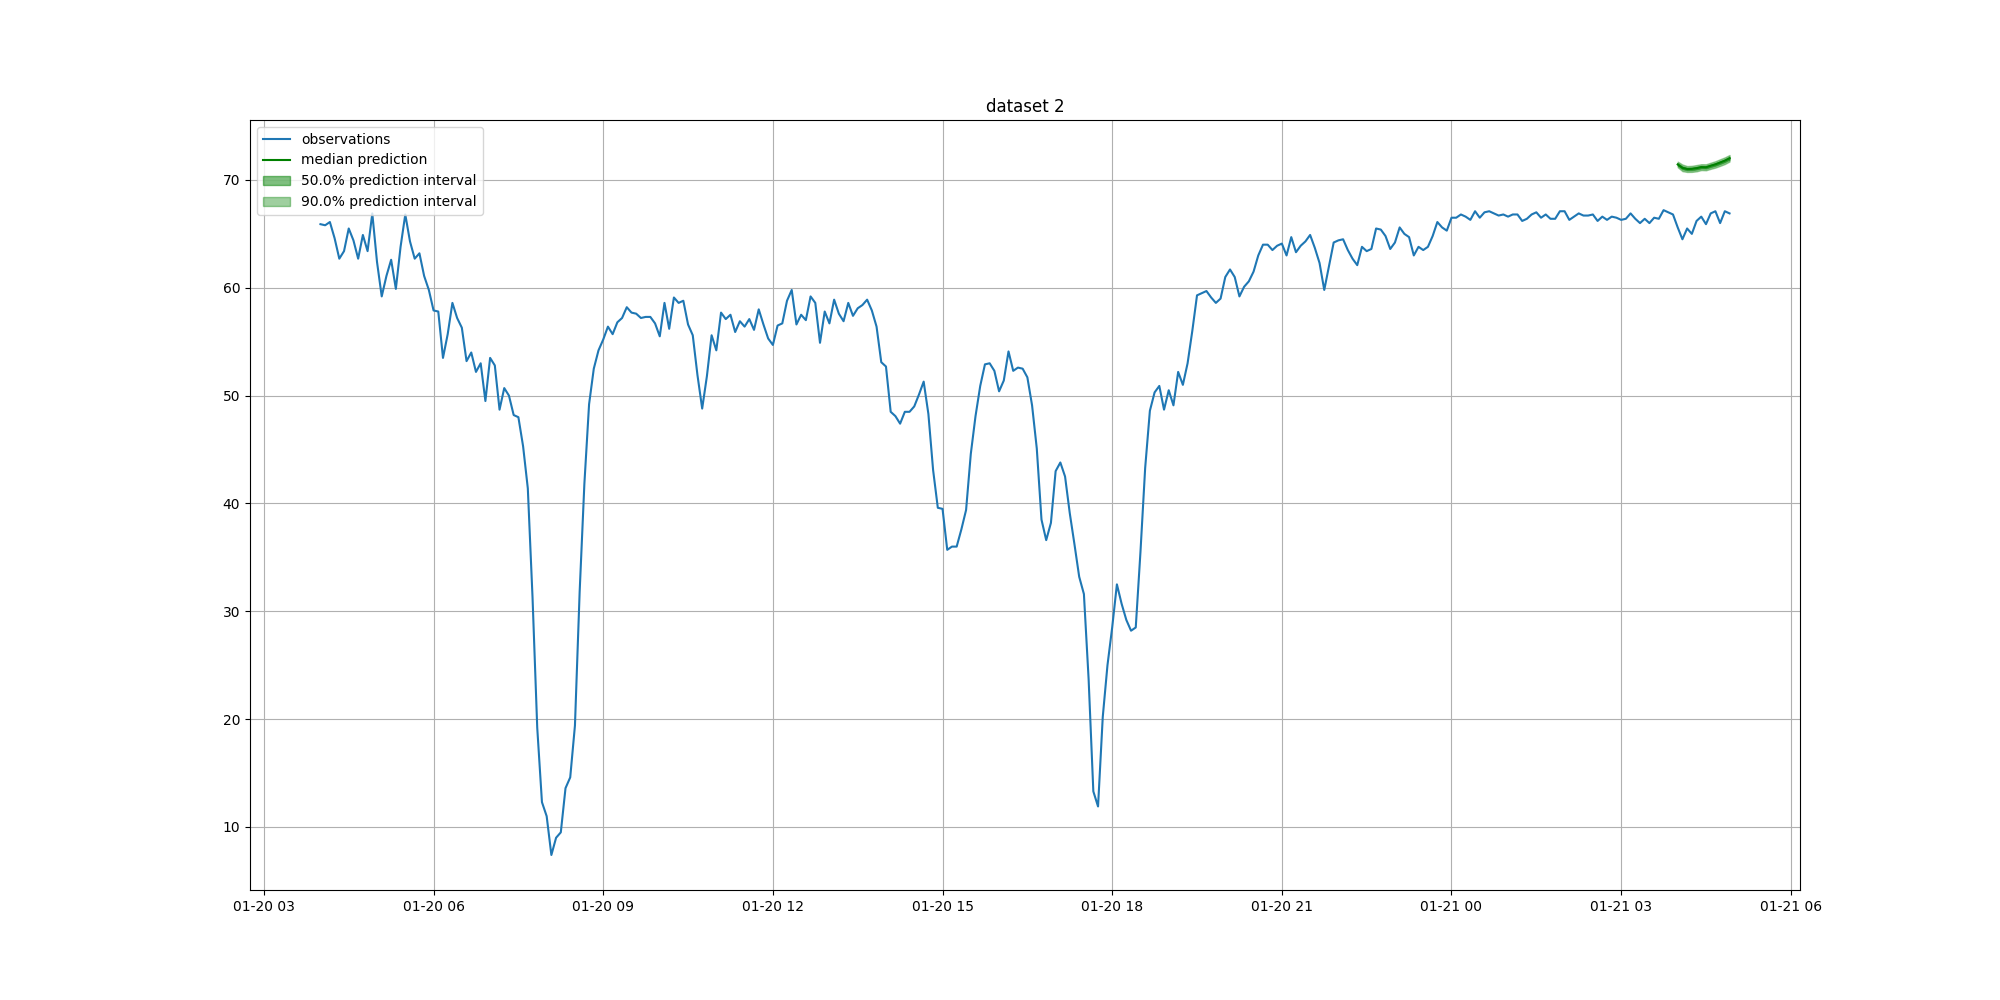 dataset 2
observations
median prediction
50.0% prediction interval
90.0% prediction interval
70
60
50
40
30
20
10
01-20 03 01-20 06 01-20 09 01-20 12 01-20 15 01-20 18 01-20 21 01-21 00 01-21 03 01-21 06